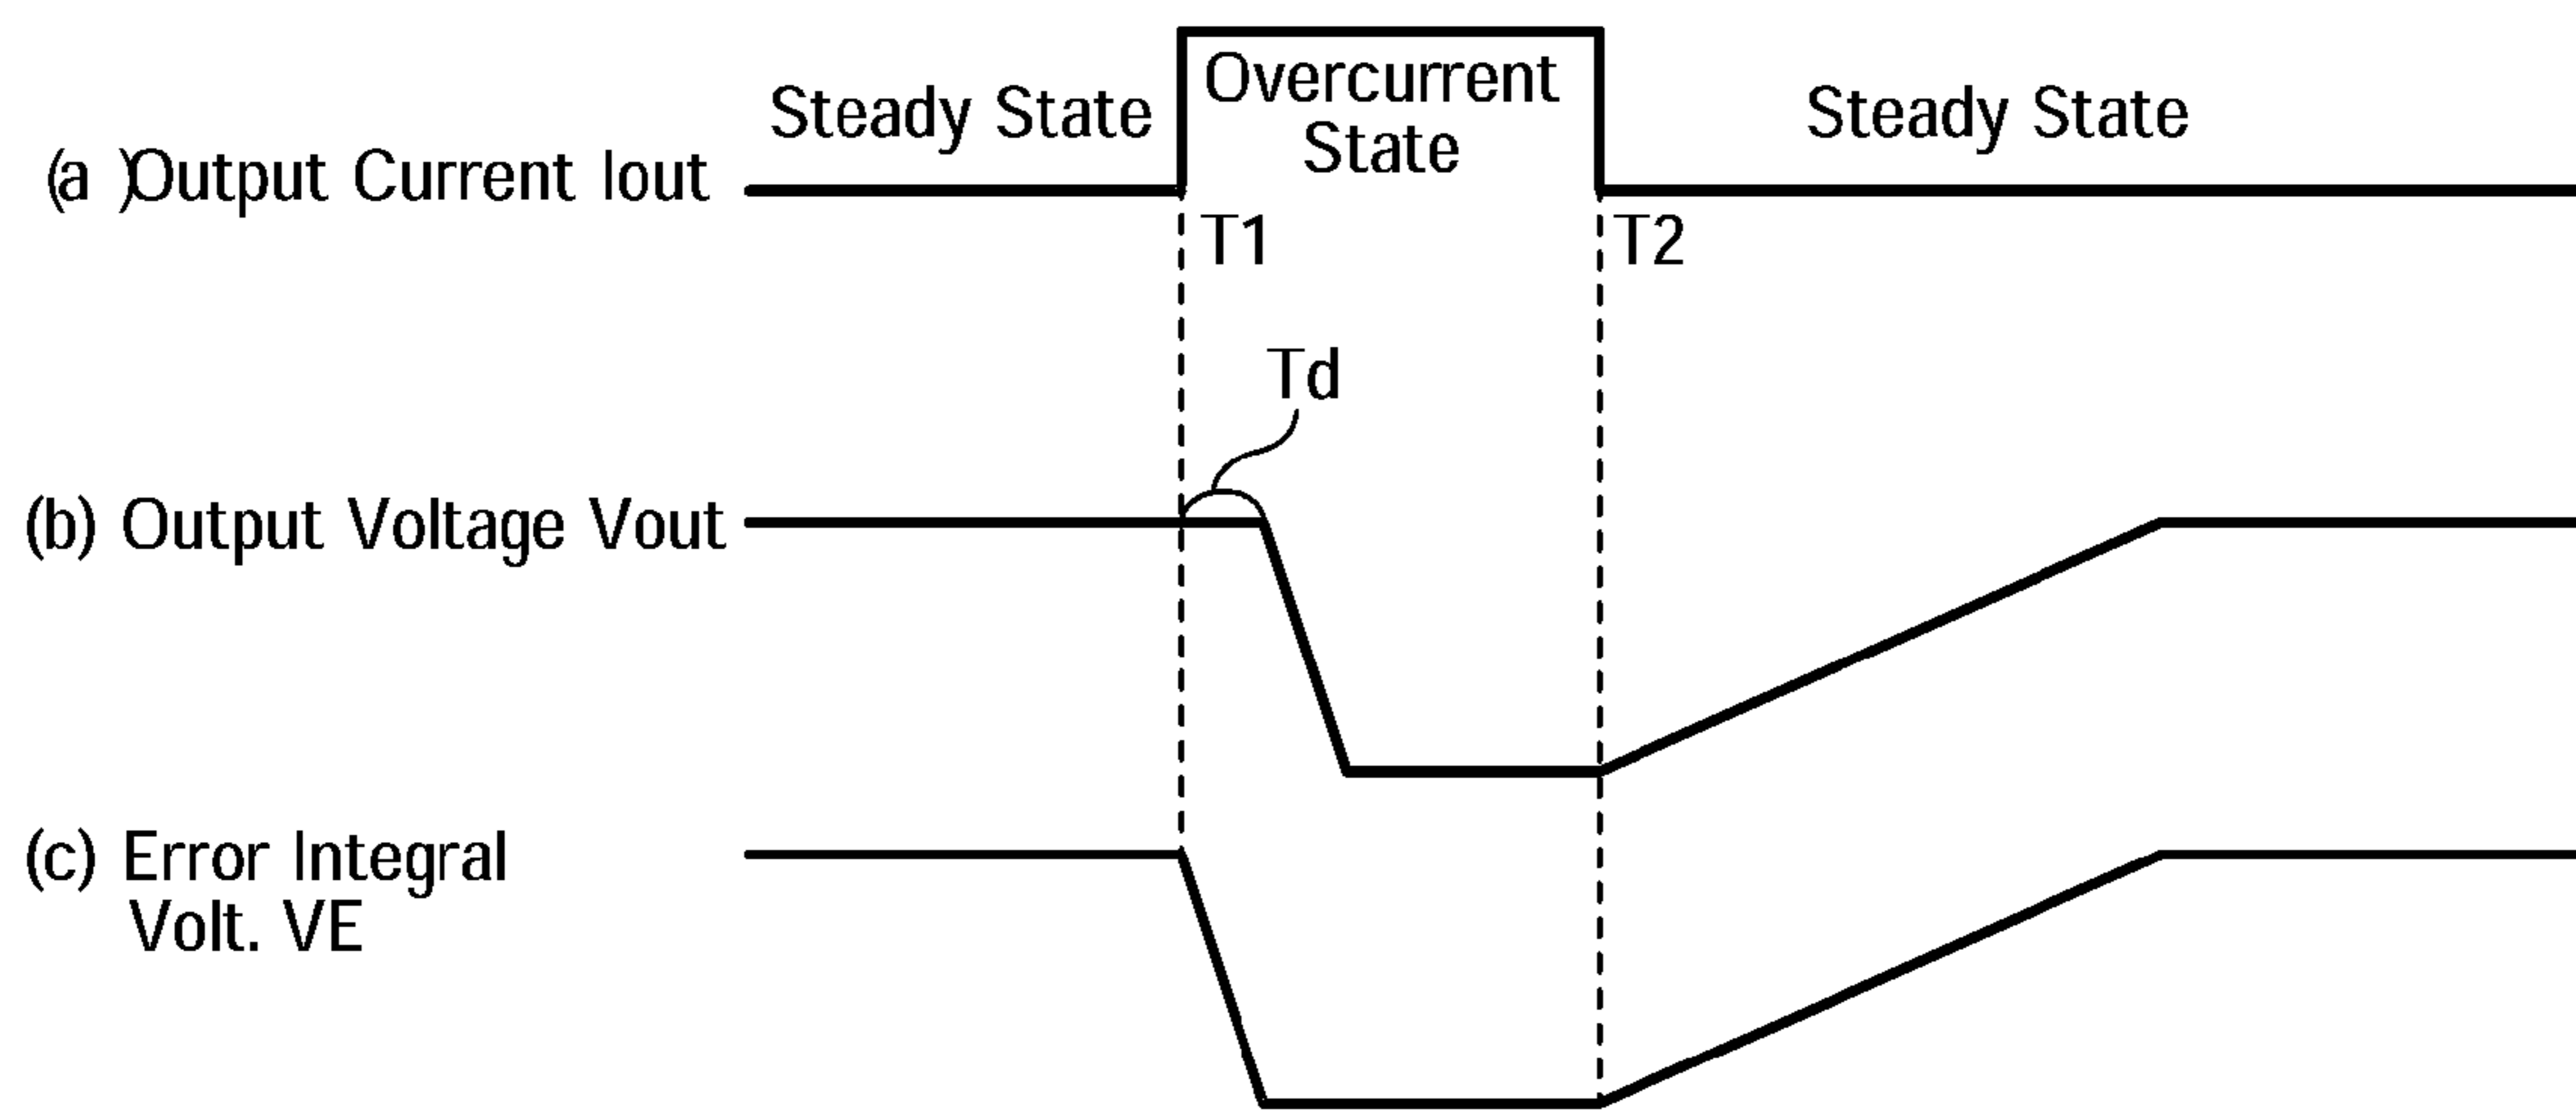 Steady State
Overcurrent
State
Steady State
(a )Output Current Iout
T1
T2
Td
(b) Output Voltage Vout
(c) Error Integral
Volt. VE